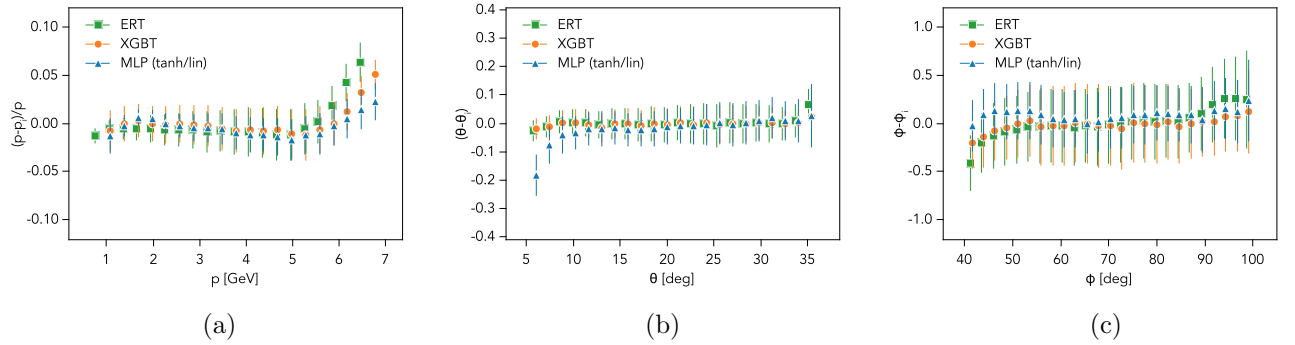 0.10
0.05
0.00
-0.05
-0.10
(p-pᵢ)/p
ERT
XGBT
MLP (tanh/lin)
1 2 3 4 5 6 7
p [GeV]
(a)
0.4
0.3
0.2
0.1
0.0
-0.1
-0.2
-0.3
-0.4
(θ-θᵢ)
ERT
XGBT
MLP (tanh/lin)
5 10 15 20 25 30 35
θ [deg]
(b)
1.0
0.5
0.0
-0.5
-1.0
ϕ-ϕᵢ
ERT
XGBT
MLP (tanh/lin)
40 50 60 70 80 90 100
ϕ [deg]
(c)